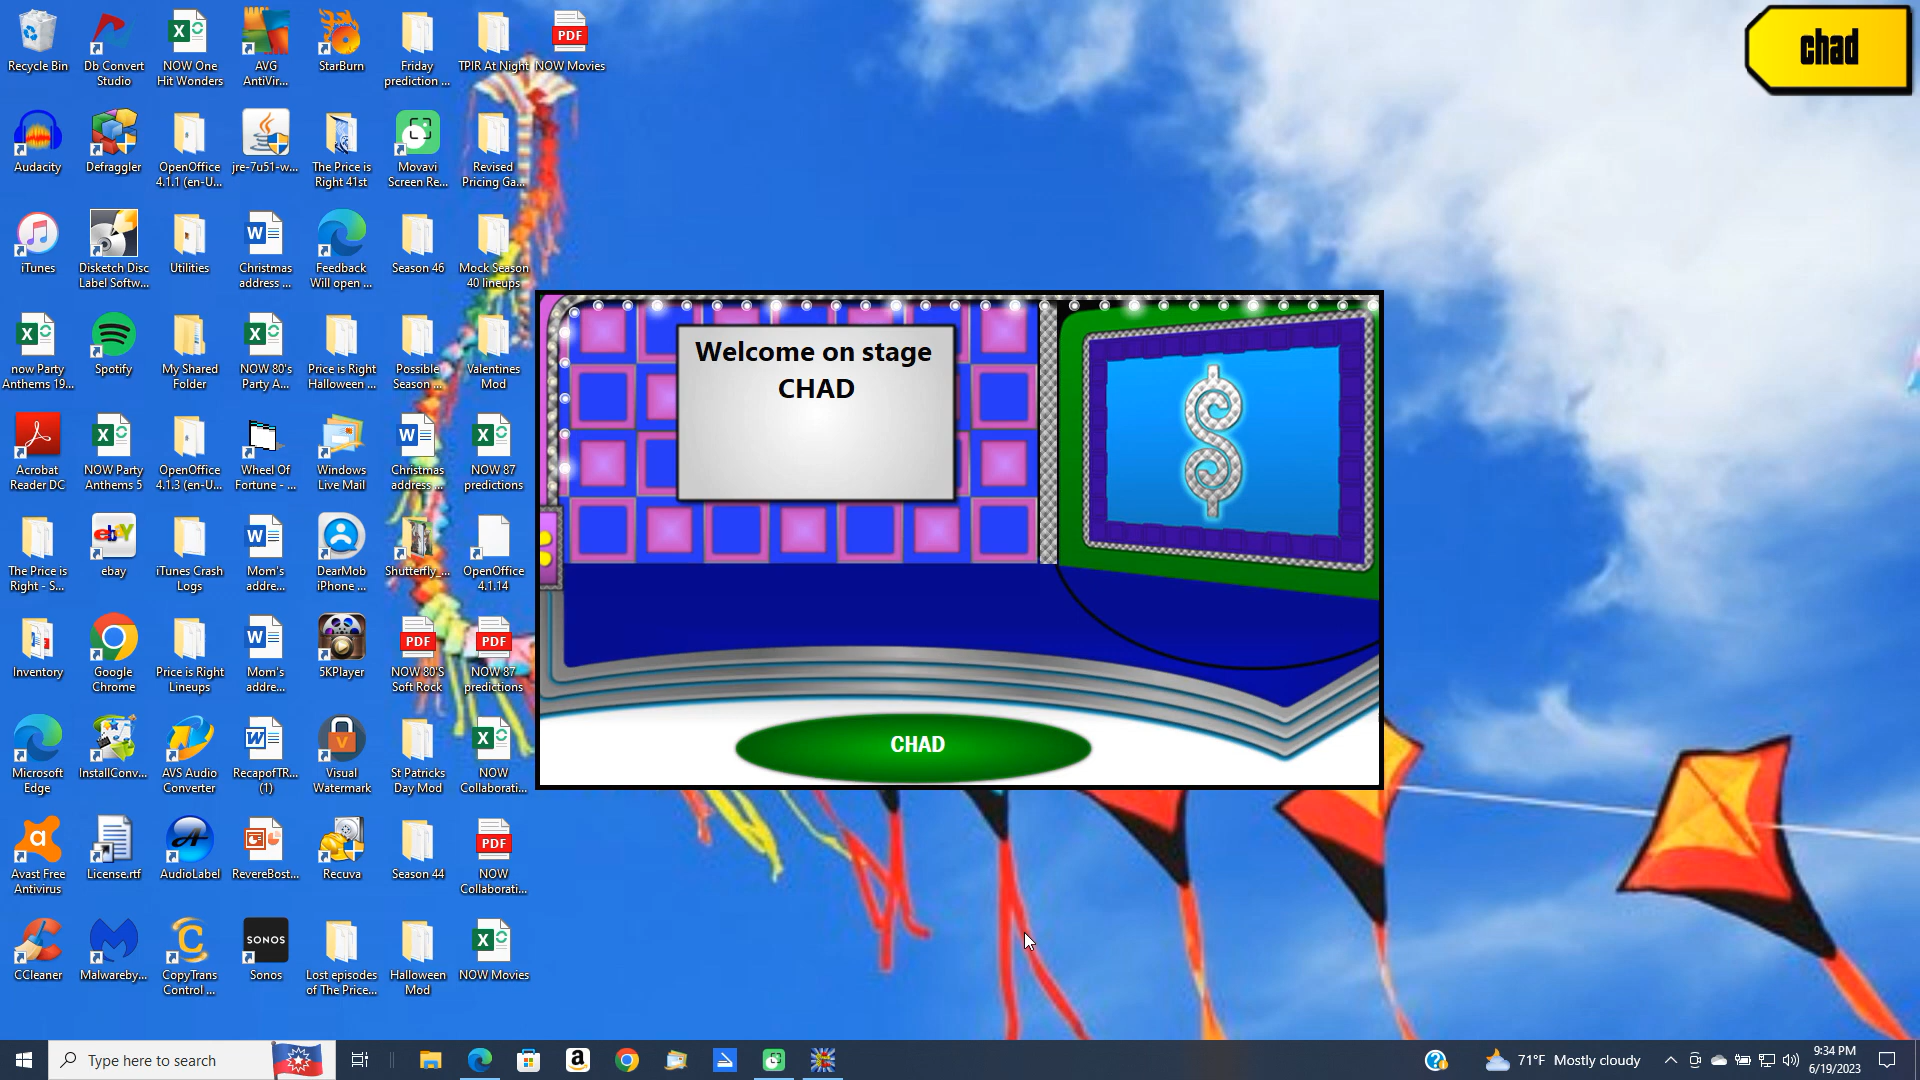 Recycle Bin
Db Convert
Studio
NOW One
Hit Wonders
AVG
AntiVir...
StarBurn
Friday
prediction ...
TPIR At Night
PDF
NOW Movies
chad
Audacity
Defraggler
OpenOffice
4.1.1 (en-U...
jre-7u51-w...
The Price is
Right 41st
Movavi
Screen Re...
Revised
Pricing Ga...
iTunes
Disketch Disc
Label Softw...
Utilities
Christmas
address ...
Feedback
Will open ...
Season 46
Mock Season
40 lineups
now Party
Anthems 19...
Spotify
My Shared
Folder
NOW 80's
Party A...
Price is Right
Halloween ...
Possible
Season ...
Valentines
Mod
Welcome on stage
CHAD
Acrobat
Reader DC
NOW Party
Anthems 5
OpenOffice
4.1.3 (en-U...
Wheel Of
Fortune - ...
Windows
Live Mail
Christmas
address ...
NOW 87
predictions
The Price is
Right - S...
ebay
ebay
iTunes Crash
Logs
Mom's
addre...
DearMob
iPhone ...
Shutterfly_...
OpenOffice
4.1.14
Inventory
Google
Chrome
Price is Right
Lineups
Mom's
addre...
5KPlayer
PDF
NOW 80'S
Soft Rock
PDF
NOW 87
predictions
Microsoft
Edge
InstallConv...
AVS Audio
Converter
RecapofTR...
(1)
Visual
Watermark
St Patricks
Day Mod
NOW
Collaborati...
CHAD
Avast Free
Antivirus
License.rtf
AudioLabel
RevereBost...
Recuva
Season 44
PDF
NOW
Collaborati...
CCleaner
Malwareby...
CopyTrans
Control ...
SONOS
Sonos
Lost episodes
of The Price...
Halloween
Mod
NOW Movies
Type here to search
71°F Mostly cloudy
9:34 PM
6/19/2023